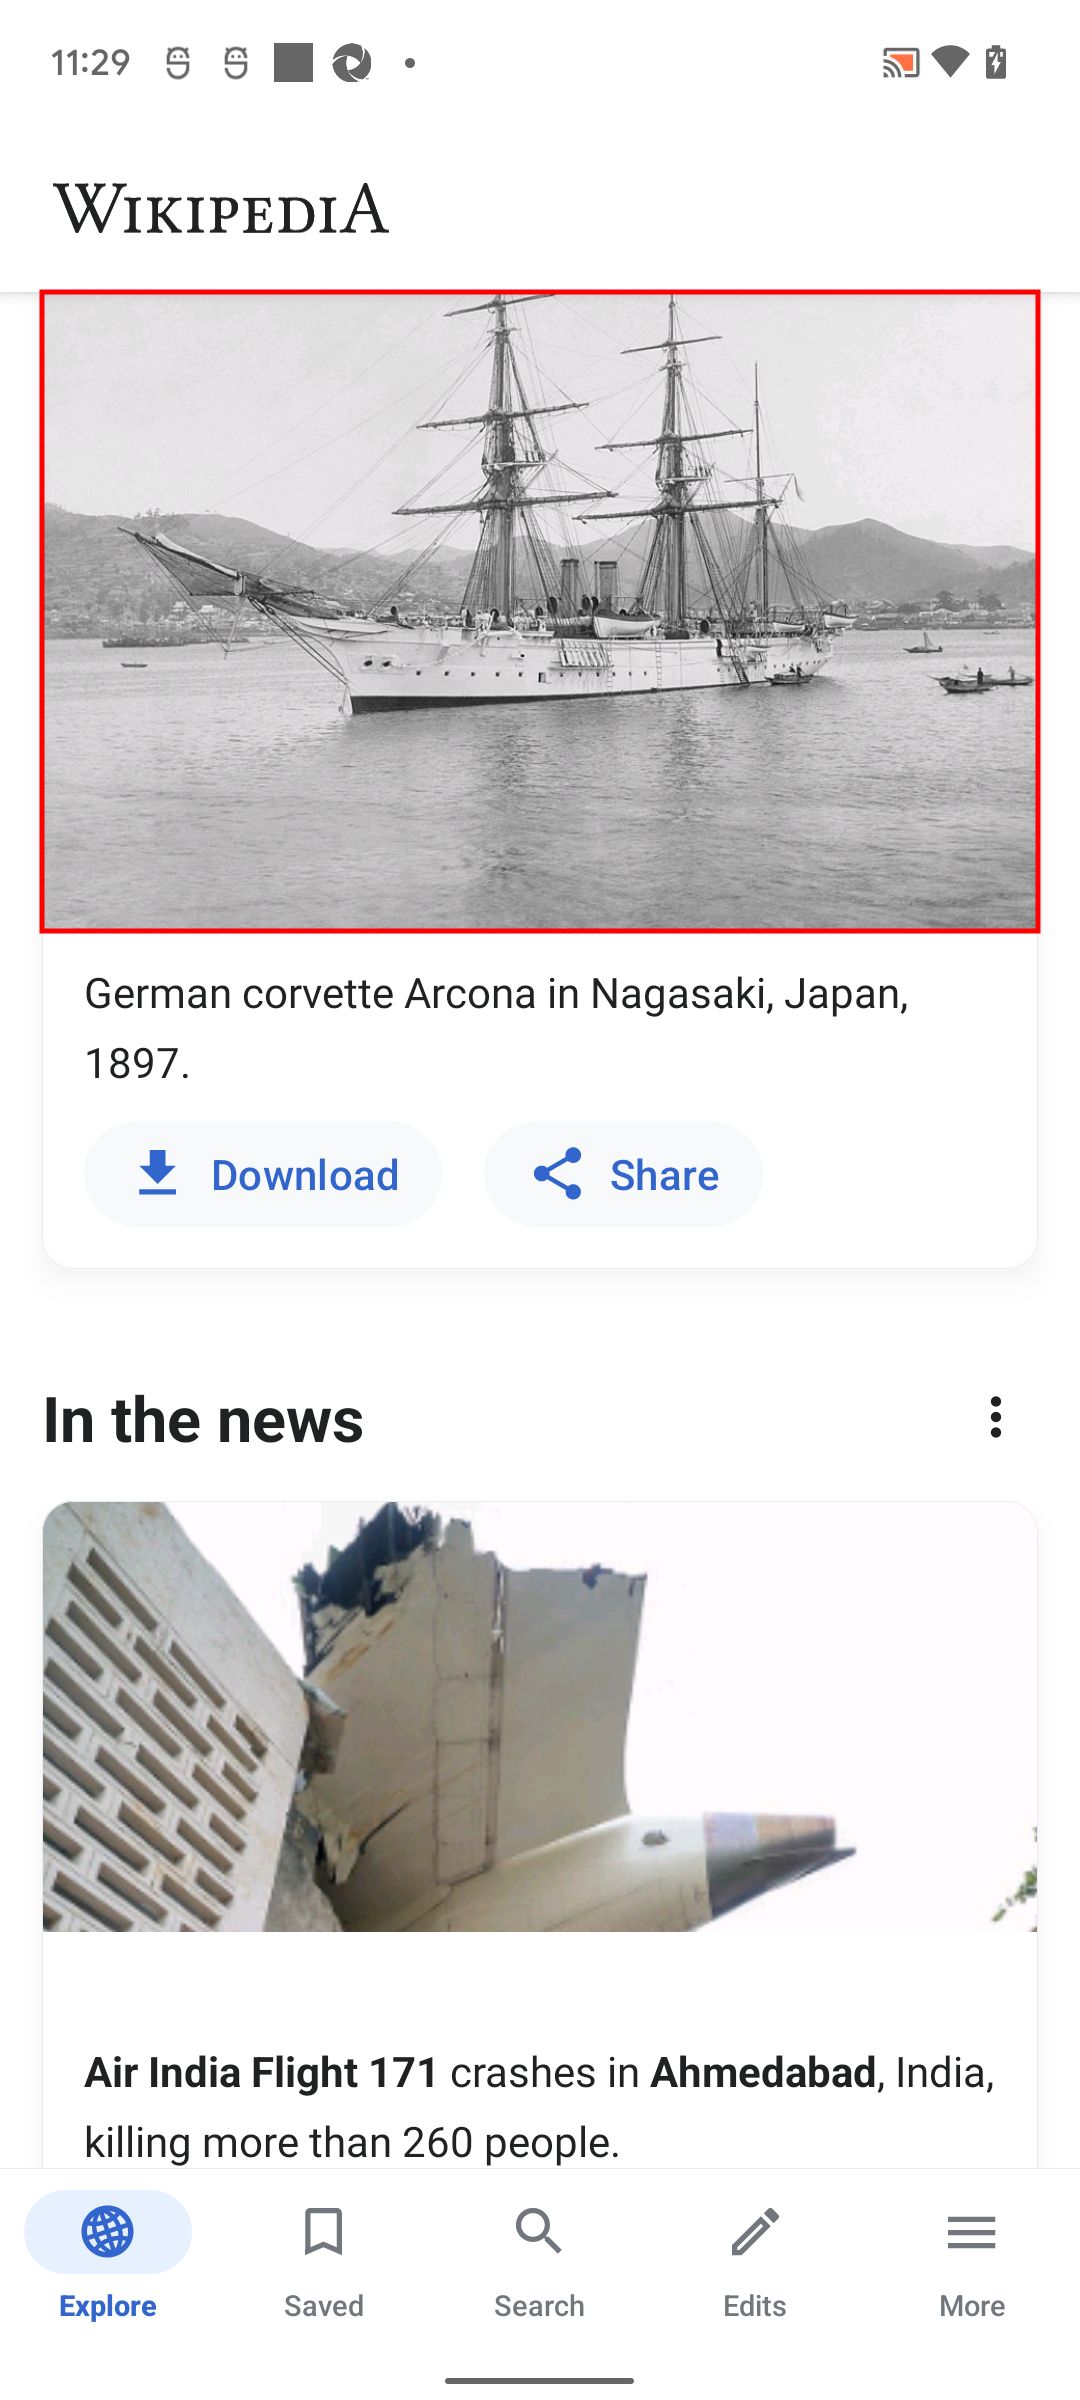 11:29
WIKIPEDIA
German corvette Arcona in Nagasaki, Japan,
1897.
Download
Share
In the news
Air India Flight 171 crashes in Ahmedabad, India,
killing more than 260 people.
Explore
Saved
Search
Edits
More